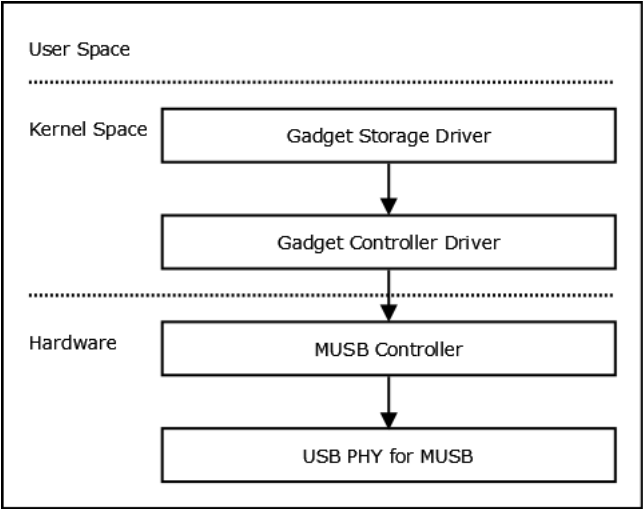 User Space
Kernel Space
Gadget Storage Driver
Gadget Controller Driver
Hardware
MUSB Controller
USB PHY for MUSB